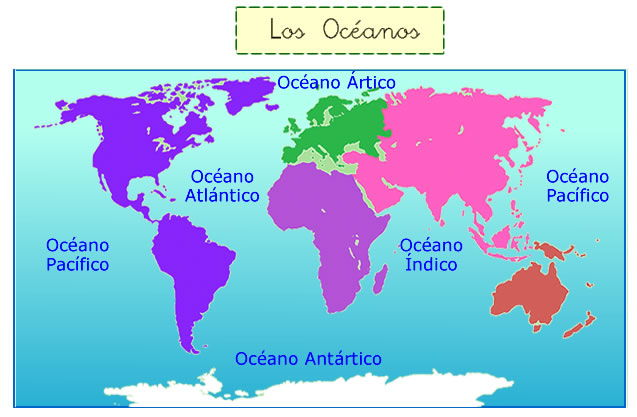 Los Océanos
Océano Ártico
Océano
Atlántico
Océano
Pacífico
Océano
Pacífico
Océano
Índico
Océano Antártico